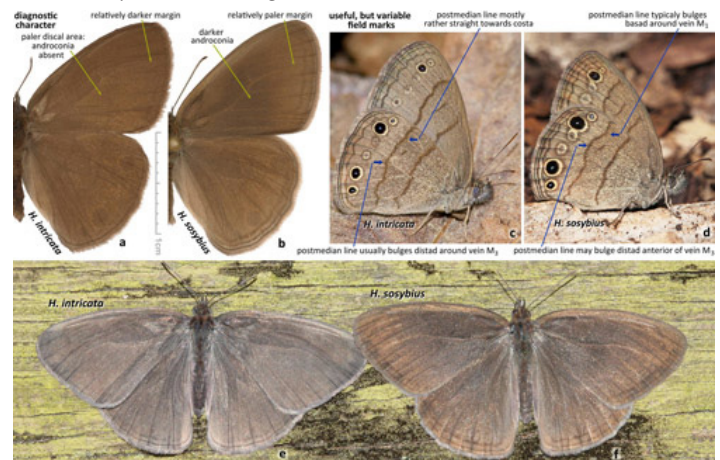 diagnostic
character
relatively darker margin
paler discal area:
androconia
absent
H. intricata
a
relatively paler margin
darker
androconia
5cm
H. sosybius
b
useful, but variable
field marks
postmedian line mostly
rather straight towards costa
H. intricata
c
postmedian line usually bulges distad around vein M₃
postmedian line typicaly bulges
basad around vein M₁
H. sosybius
d
postmedian line may bulge distad anterior of vein M₃
H. intricata
e
H. sosybius
f